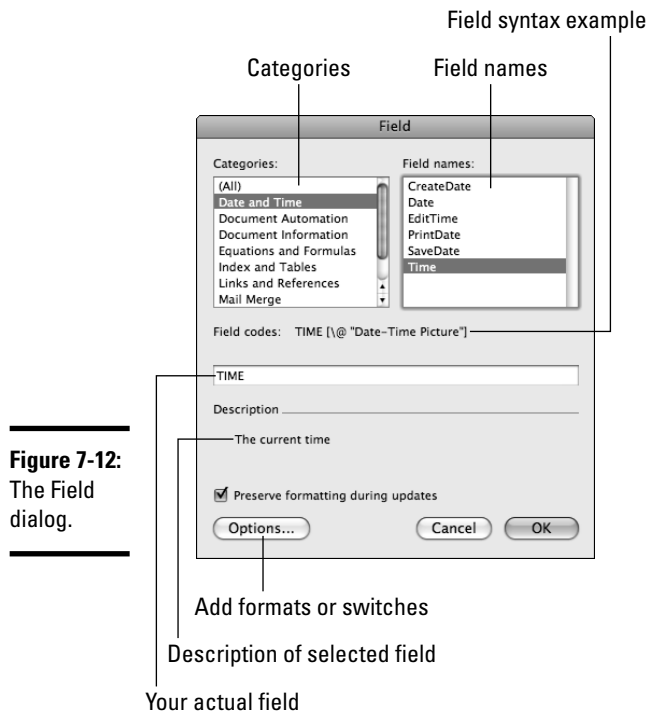 Field syntax example
Categories
Field names
Field
Categories:
Field names:
(All)
Date and Time
Document Automation
Document Information
Equations and Formulas
Index and Tables
Links and References
Mail Merge
CreateDate
Date
EditTime
PrintDate
SaveDate
Time
Field codes: TIME [\@ "Date-Time Picture"]
TIME
Description
The current time
Preserve formatting during updates
Options...
Cancel
OK
Figure 7-12:
The Field
dialog.
Add formats or switches
Description of selected field
Your actual field